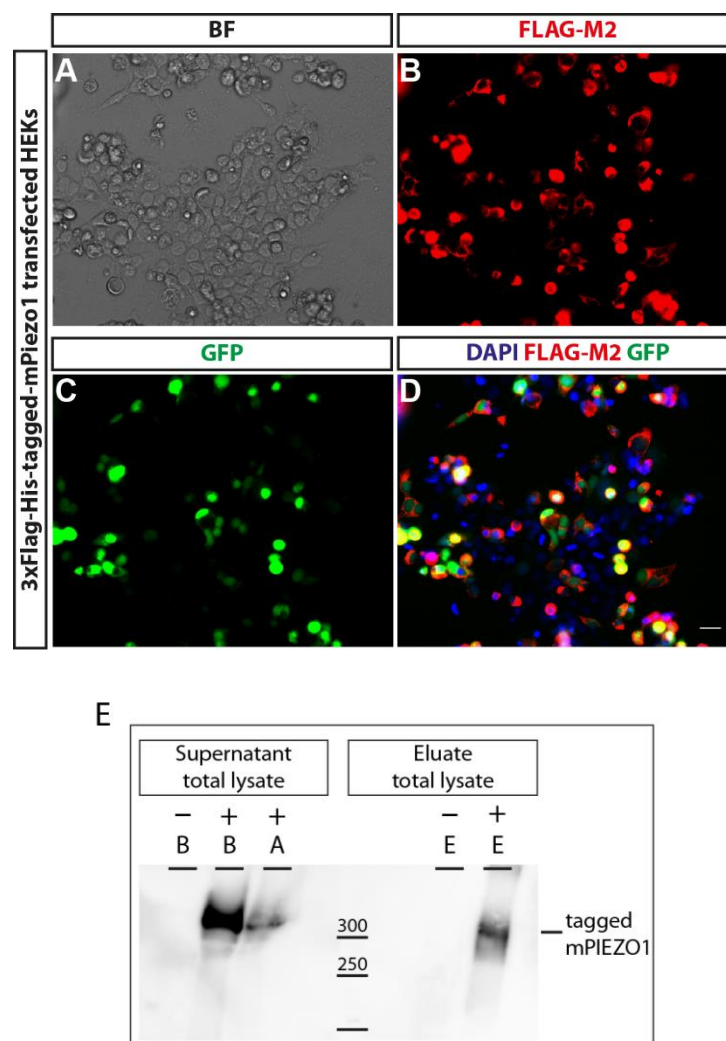 3xFlag-His-tagged-mPiezo1 transfected HEKs
BF
FLAG-M2
A
B
GFP
DAPI FLAG-M2 GFP
C
D
E
Supernatant
total lysate
Eluate
total lysate
− + + − +
B B A E E
300
250
tagged
mPIEZO1